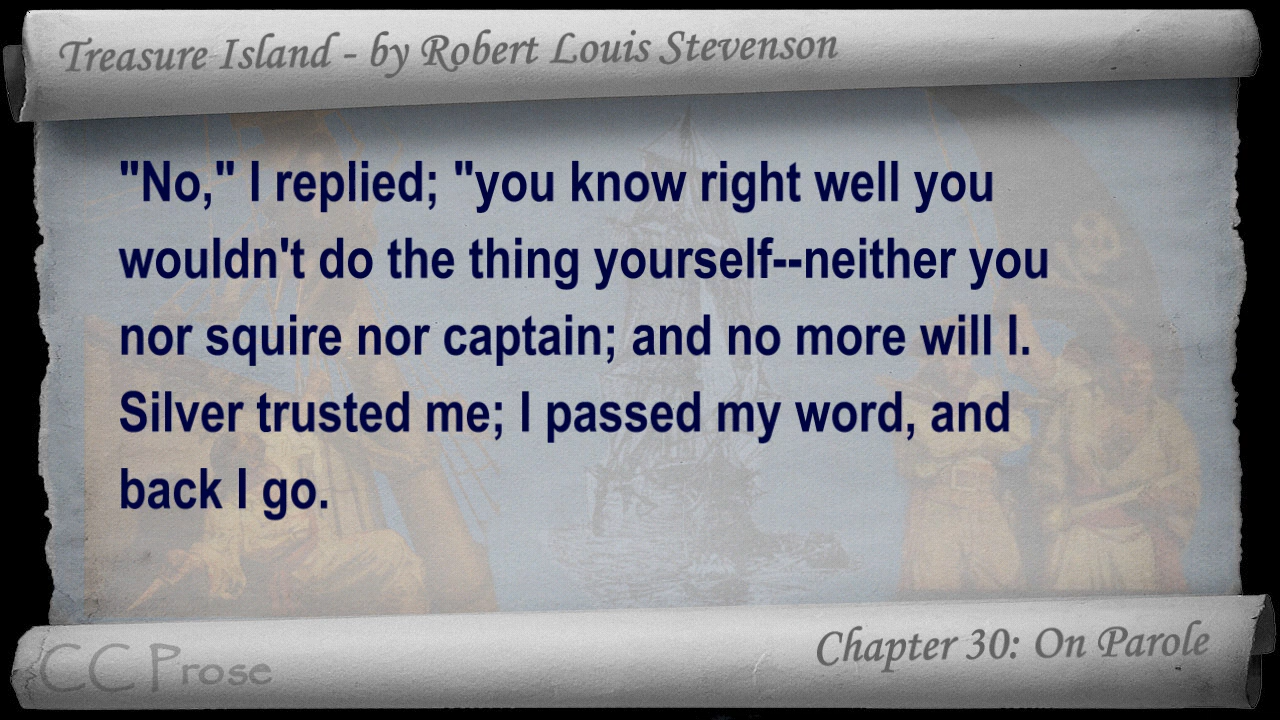 Treasure Island - by Robert Louis Stevenson
"No," I replied; "you know right well you
wouldn't do the thing yourself--neither you
nor squire nor captain; and no more will I.
Silver trusted me; I passed my word, and
back I go.
Chapter 30: On Parole
CC Prose